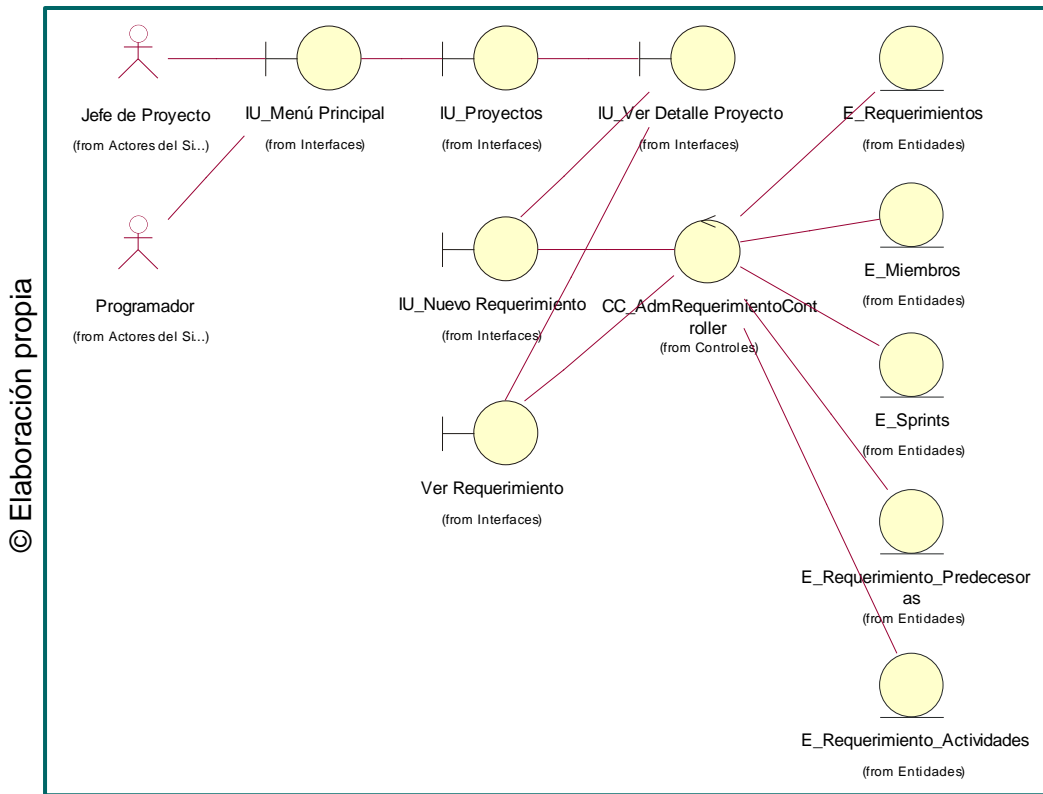 © Elaboración propia
Jefe de Proyecto
(from Actores del Si...)
IU_Menú Principal
(from Interfaces)
IU_Proyectos
(from Interfaces)
IU_Ver Detalle Proyecto
(from Interfaces)
E_Requerimientos
(from Entidades)
Programador
(from Actores del Si...)
IU_Nuevo Requerimiento
(from Interfaces)
CC_AdmRequerimientoCont
roller
(from Controles)
E_Miembros
(from Entidades)
E_Sprints
(from Entidades)
Ver Requerimiento
(from Interfaces)
E_Requerimiento_Predecesor
as
(from Entidades)
E_Requerimiento_Actividades
(from Entidades)